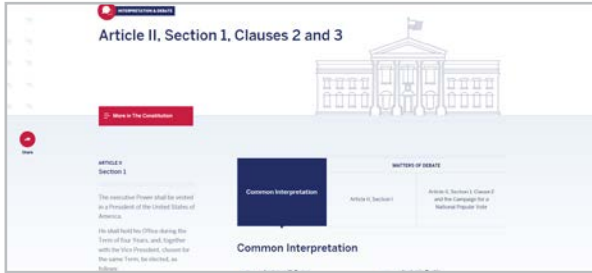 INTERPRETATION & DEBATE
Article II, Section 1, Clauses 2 and 3
More in The Constitution
Share
ARTICLE II
Section 1
The executive Power shall be vested
in a President of the United States of
America.
He shall hold his Office during the
Term of four Years, and, together
with the Vice President, chosen for
the same Term, be elected, as
follows:
MATTERS OF DEBATE
Common Interpretation
Article II, Section I
Article II, Section 1, Clause 2
and the Campaign for a
National Popular Vote
Common Interpretation